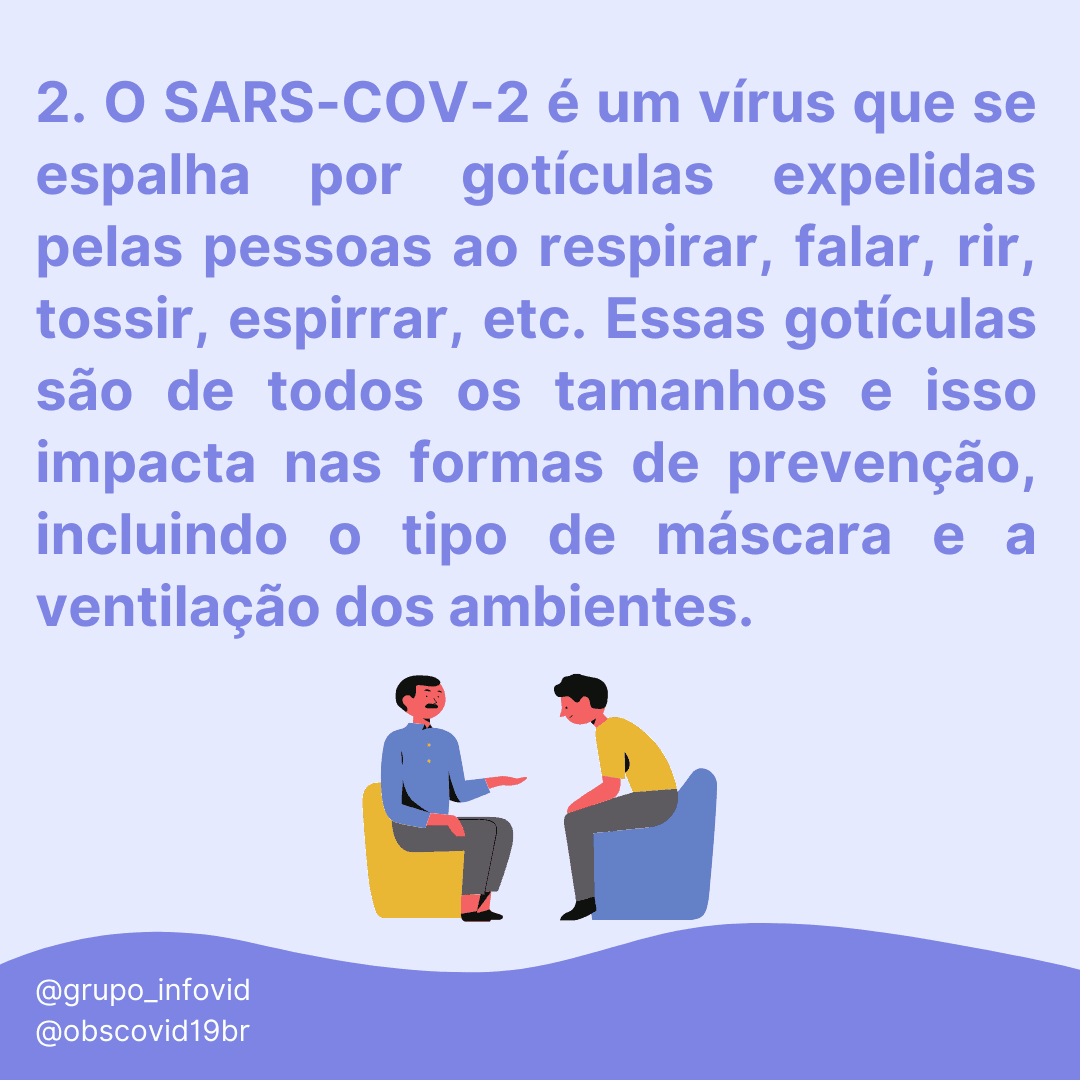 2. O SARS-COV-2 é um vírus que se
espalha por gotículas expelidas
pelas pessoas ao respirar, falar, rir,
tossir, espirrar, etc. Essas gotículas
são de todos os tamanhos e isso
impacta nas formas de prevenção,
incluindo o tipo de máscara e a
ventilação dos ambientes.
@grupo_infovid
@obscovid19br